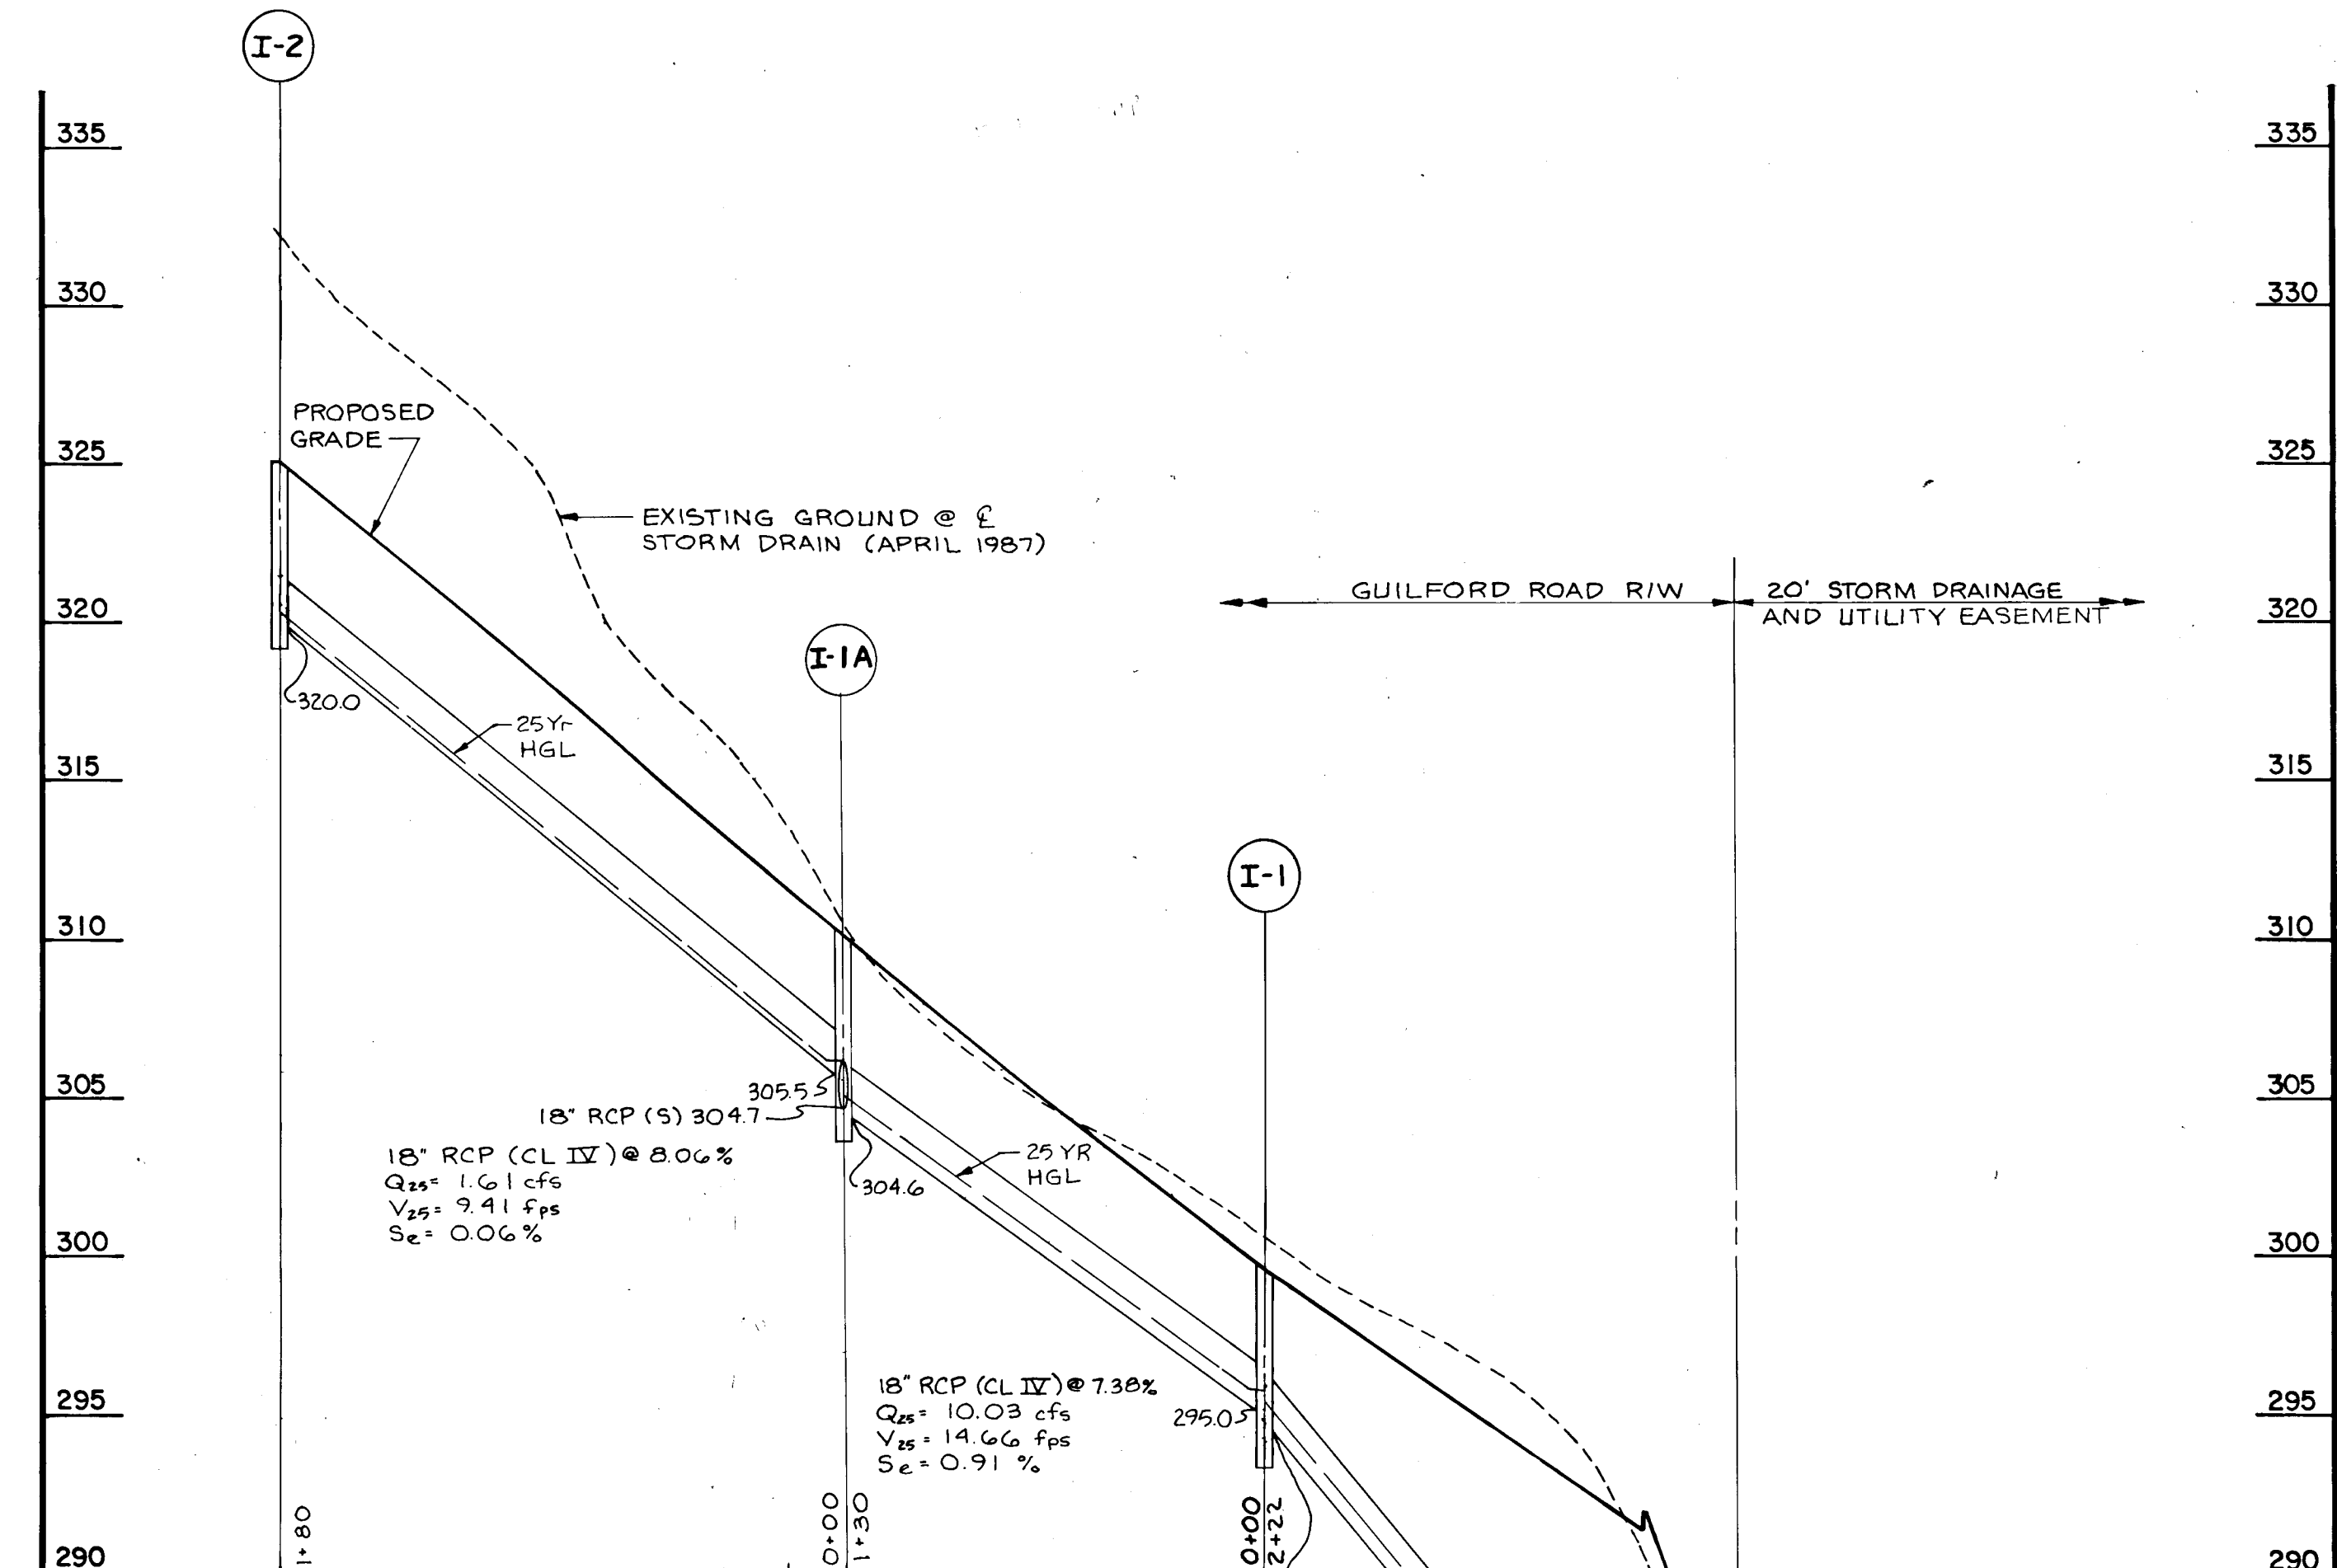 I-2
335
335
330
330
PROPOSED
GRADE
325
325
EXISTING GROUND @ ℄
STORM DRAIN (APRIL 1987)
GUILFORD ROAD R/W
20' STORM DRAINAGE
AND UTILITY EASEMENT
320
320
I-1A
320.0
25Yr
HGL
315
315
I-1
310
310
305
305
305.5
18" RCP (S) 304.7
18" RCP (CL IV) @ 8.06%
Q25= 1.61 cfs
V25= 9.41 fps
Se= 0.06%
25 YR
HGL
304.6
300
300
18" RCP (CL IV) @ 7.38%
Q25= 10.03 cfs
V25= 14.66 fps
Se= 0.91 %
295.0
295
295
1+80
0+00
1+30
0+00
2+22
290
290